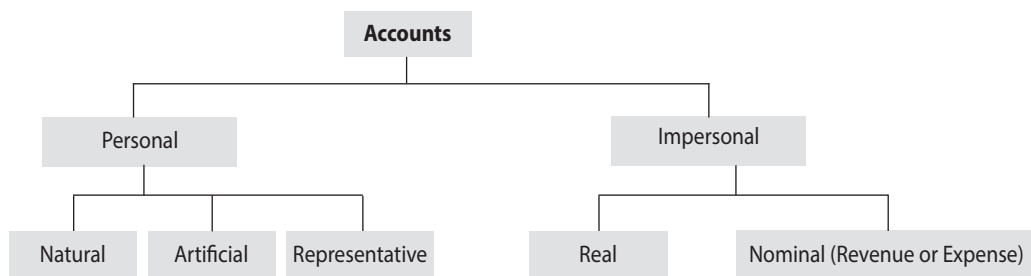 Accounts
Personal
Impersonal
Natural
Artificial
Representative
Real
Nominal (Revenue or Expense)